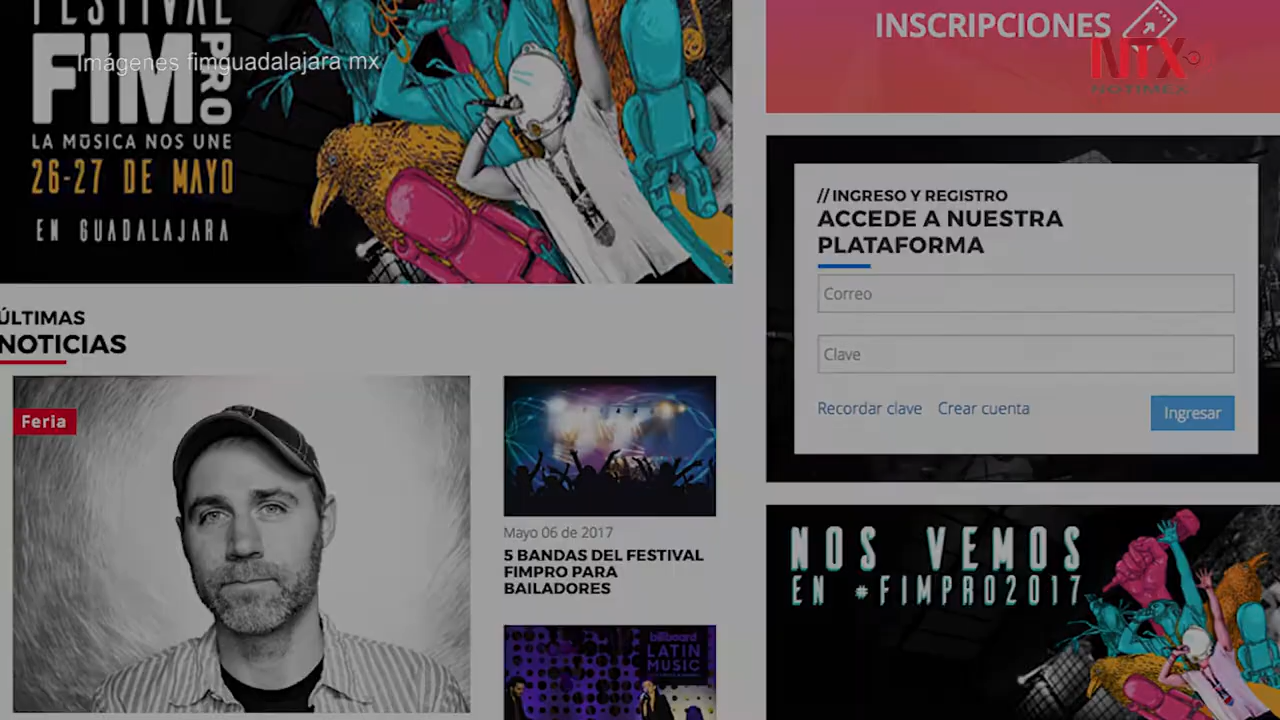 FESTIVAL
FIM
PRO
Imágenes fimguadalajara mx
LA MÚSICA NOS UNE
26-27 DE MAYO
EN GUADALAJARA
ÚLTIMAS
NOTICIAS
Feria
Mayo 06 de 2017
5 BANDAS DEL FESTIVAL
FIMPRO PARA
BAILADORES
billboard
LATIN
MUSIC
INSCRIPCIONES
NTX
NOTIMEX
// INGRESO Y REGISTRO
ACCEDE A NUESTRA
PLATAFORMA
Correo
Clave
Recordar clave Crear cuenta
Ingresar
NOS VEMOS
EN #FIMPRO2017